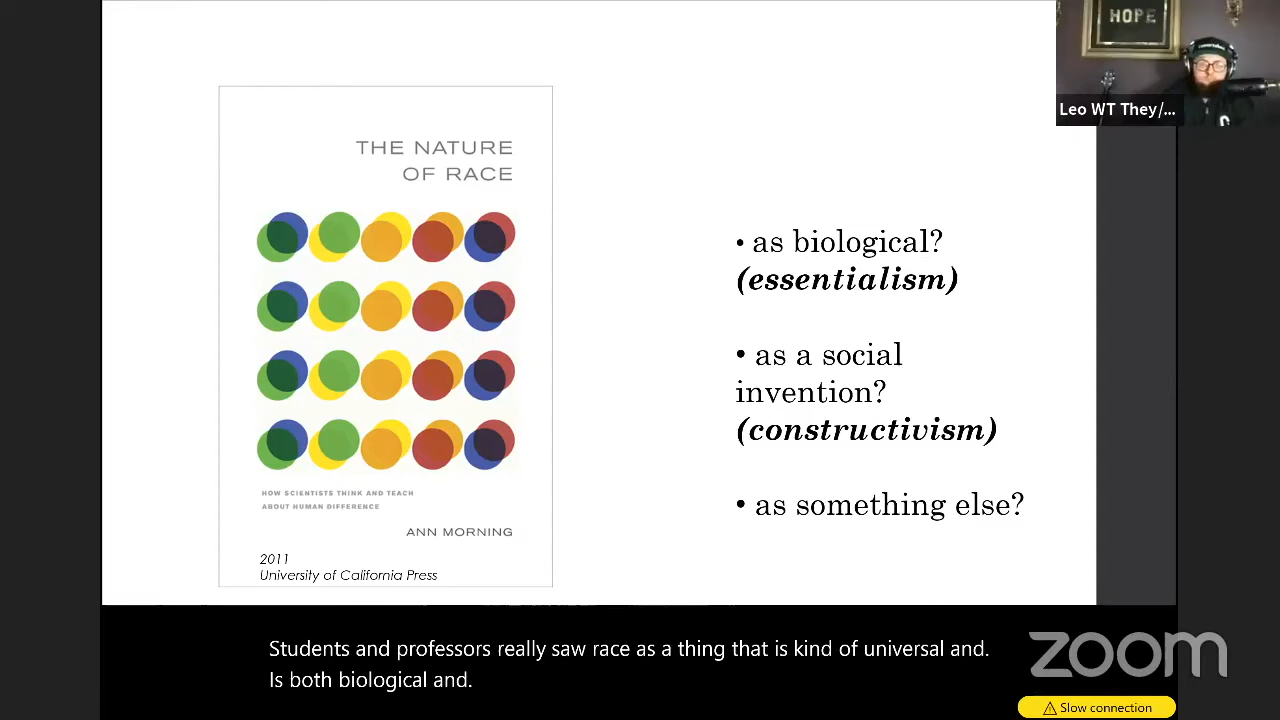 HOPE
Leo WT They/...
THE NATURE
OF RACE
HOW SCIENTISTS THINK AND TEACH
ABOUT HUMAN DIFFERENCE
ANN MORNING
2011
University of California Press
• as biological?
(essentialism)
• as a social
invention?
(constructivism)
• as something else?
Students and professors really saw race as a thing that is kind of universal and.
Is both biological and.
zoom
Slow connection